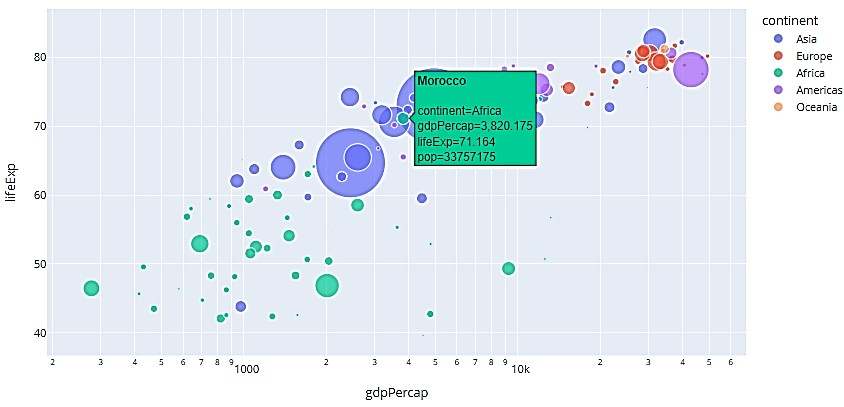 continent
Asia
Europe
Africa
Americas
Oceania
80
70
60
50
40
lifeExp
Morocco
continent=Africa
gdpPercap=3,820.175
lifeExp=71.164
pop=33757175
2 3 4 5 6 7 8 9 1000 2 3 4 5 6 7 8 9 10k 2 3 4 5 6
gdpPercap